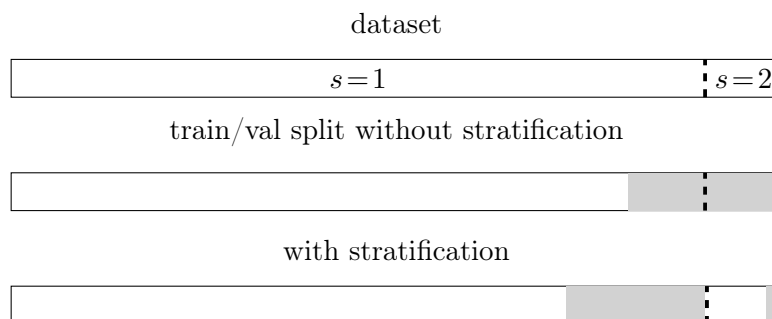 dataset
s=1 s=2
train/val split without stratification
with stratification